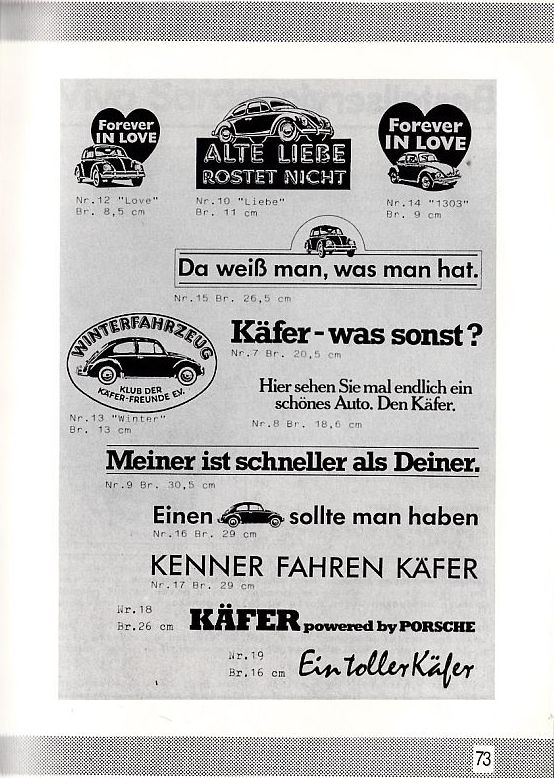 Forever
IN LOVE
Nr.12 "Love"
Br. 8,5 cm
ALTE LIEBE
ROSTET NICHT
Nr.10 "Liebe"
Br. 11 cm
Forever
IN LOVE
Nr.14 "1303"
Br. 9 cm
Da weiß man, was man hat.
Nr.15 Br. 26,5 cm
WINTERFAHRZEUG
KLUB DER
KÄFER-FREUNDE E.V.
Nr.13 "Winter"
Br. 13 cm
Käfer - was sonst?
Nr.7 Br. 20,5 cm
Hier sehen Sie mal endlich ein
schönes Auto. Den Käfer.
Nr.8 Br. 18,6 cm
Meiner ist schneller als Deiner.
Nr.9 Br. 30,5 cm
Einen sollte man haben
Nr.16 Br. 29 cm
KENNER FAHREN KÄFER
Nr.17 Br. 29 cm
Nr.18
Br.26 cm
KÄFER powered by PORSCHE
Nr.19
Br.16 cm
Ein toller Käfer
73